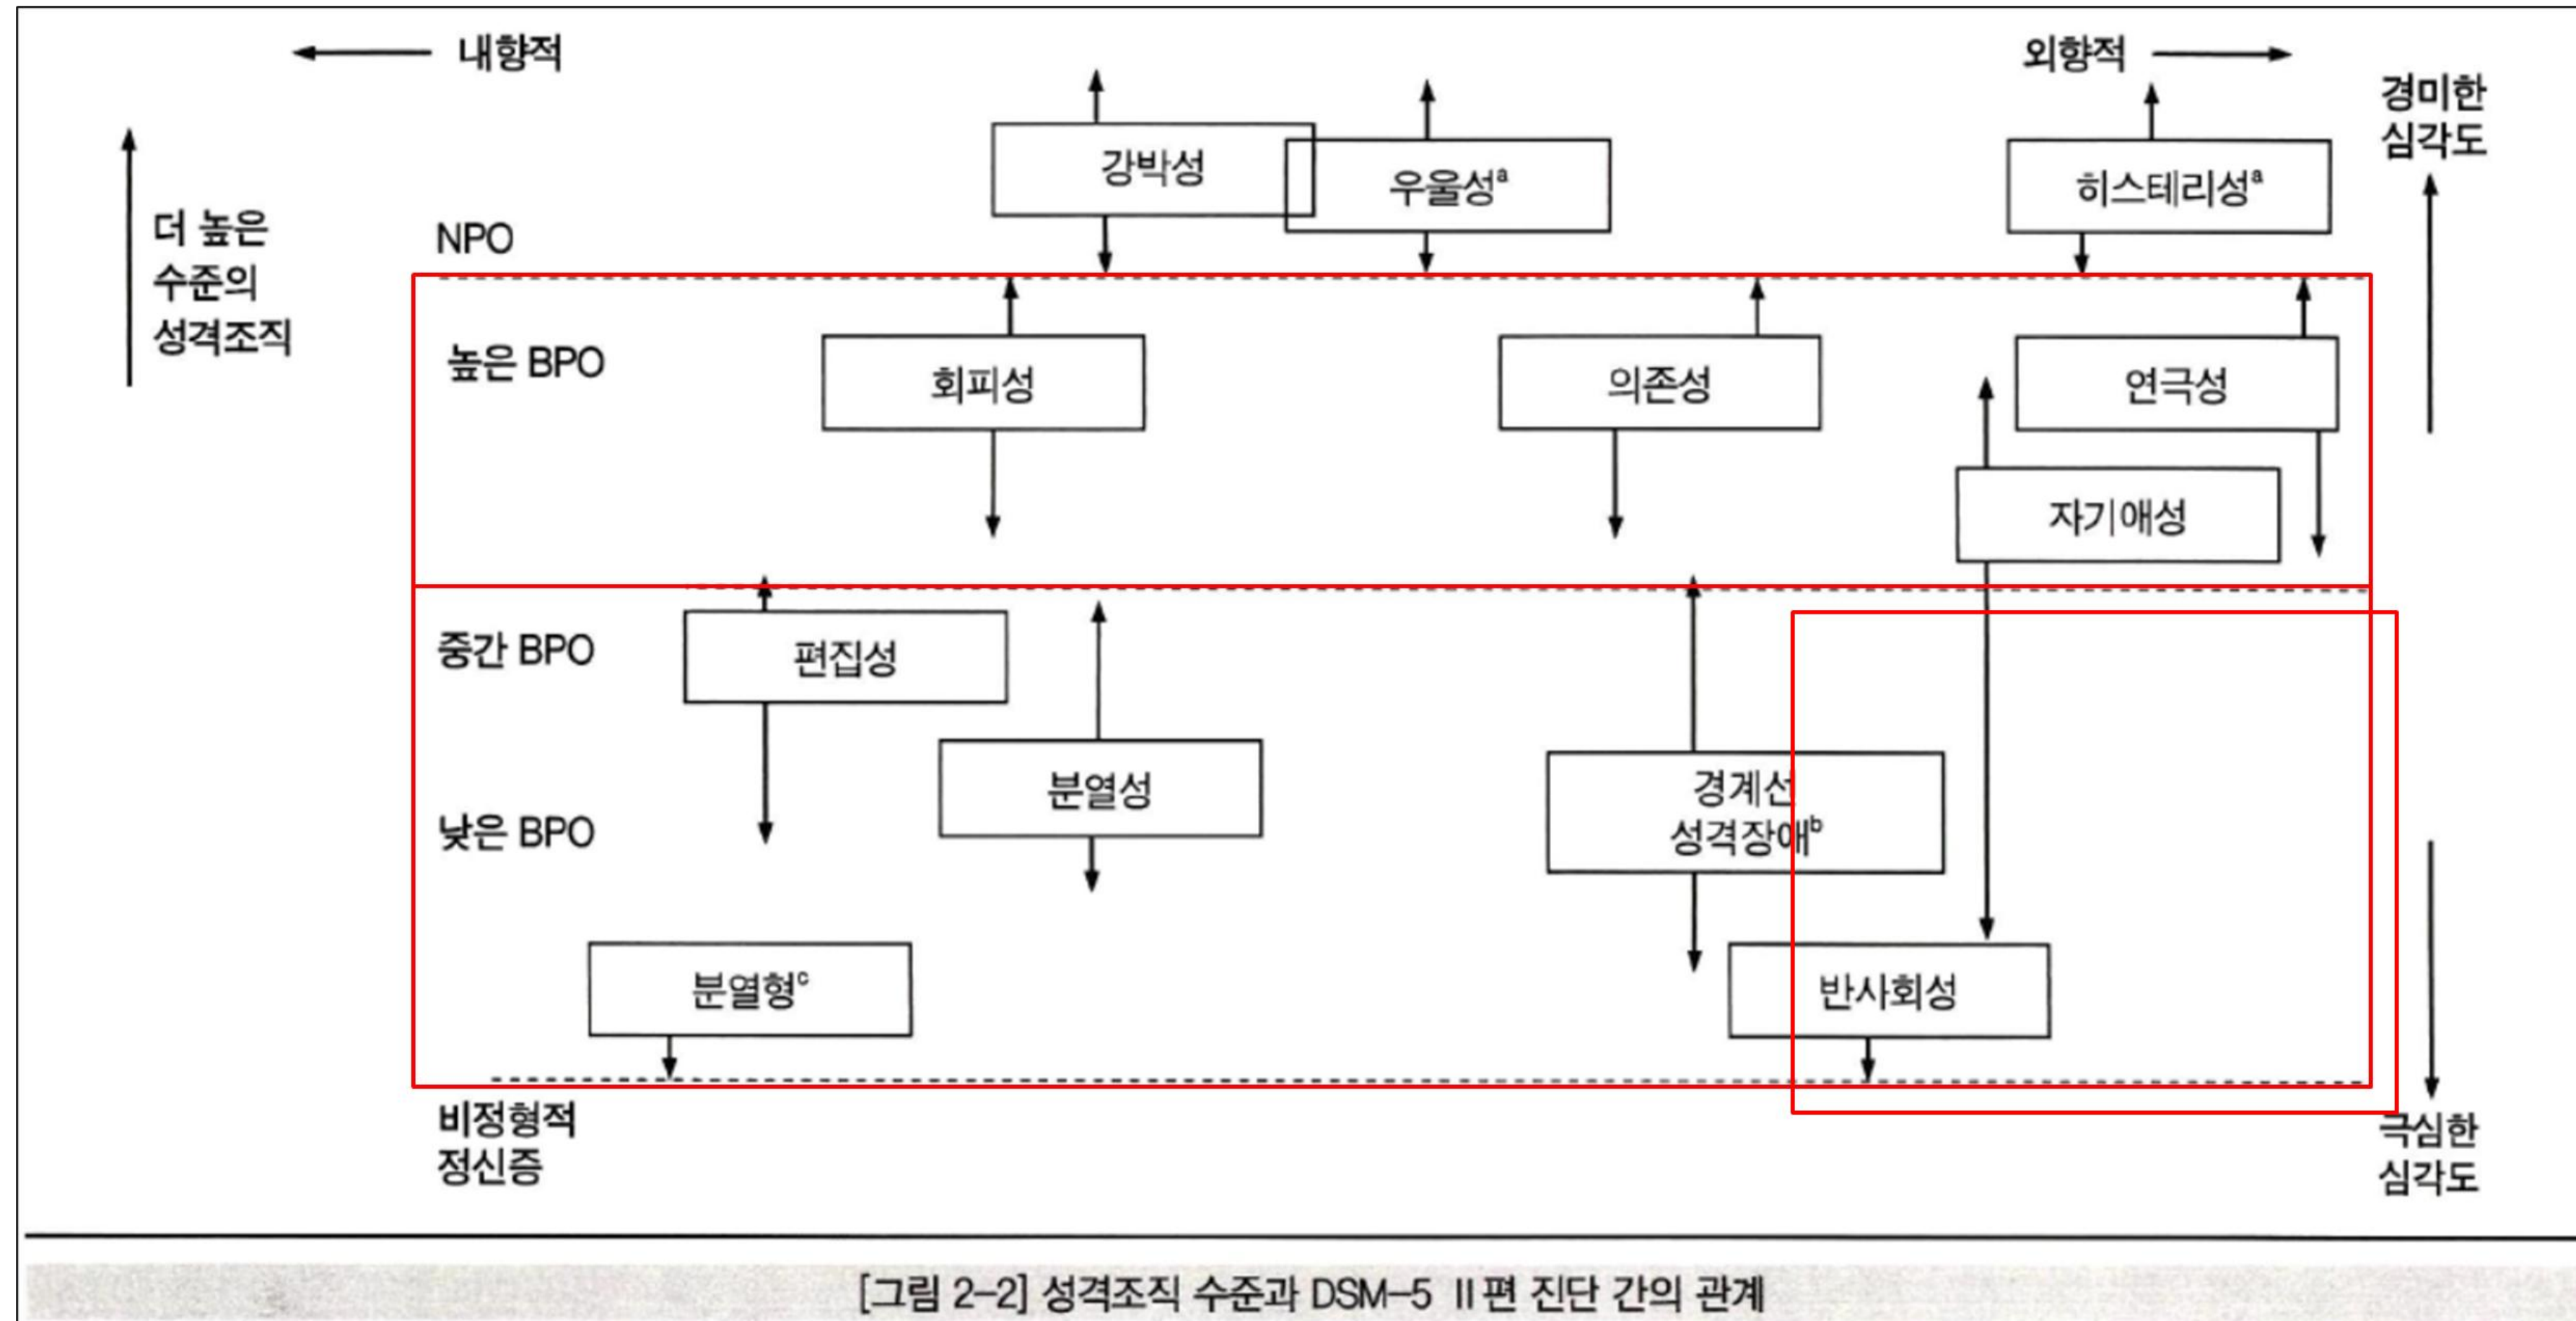 내향적
외향적
경미한
심각도
강박성
우울성ᵃ
히스테리성ᵃ
더 높은
수준의
성격조직
NPO
높은 BPO
회피성
의존성
연극성
자기애성
중간 BPO
편집성
분열성
경계선
성격장애ᵇ
낮은 BPO
분열형ᶜ
반사회성
비정형적
정신증
극심한
심각도
[그림 2-2] 성격조직 수준과 DSM-5 Ⅱ편 진단 간의 관계